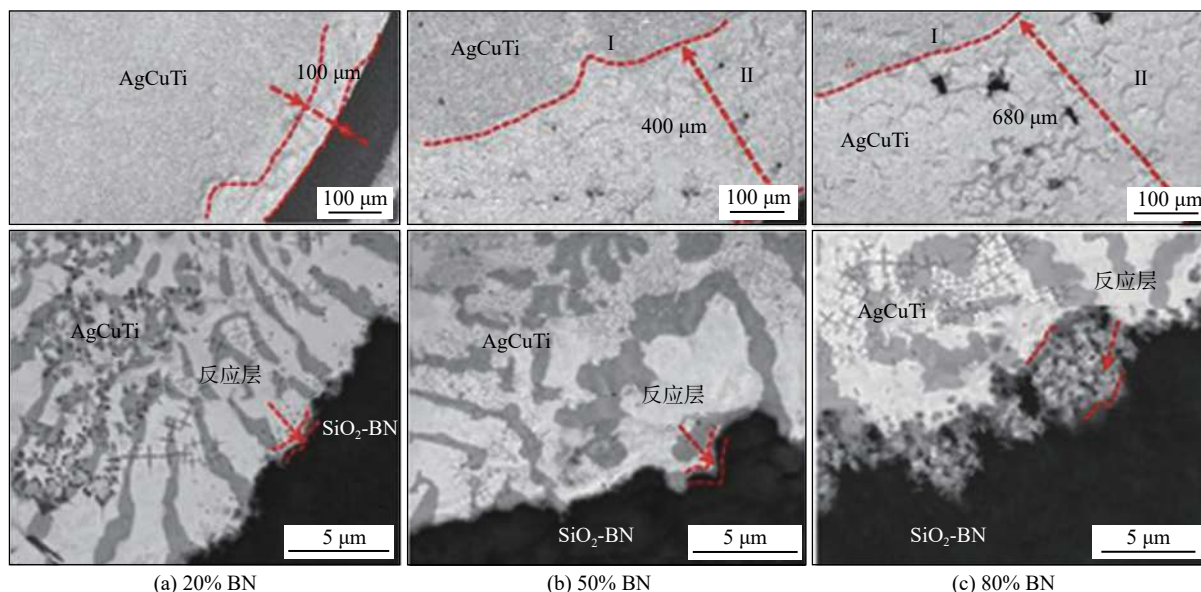 AgCuTi
100 μm
100 μm
AgCuTi
I
II
400 μm
100 μm
I
II
680 μm
AgCuTi
100 μm
AgCuTi
反应层
SiO₂-BN
5 μm
AgCuTi
反应层
SiO₂-BN
5 μm
反应层
AgCuTi
SiO₂-BN
5 μm
(a) 20% BN
(b) 50% BN
(c) 80% BN